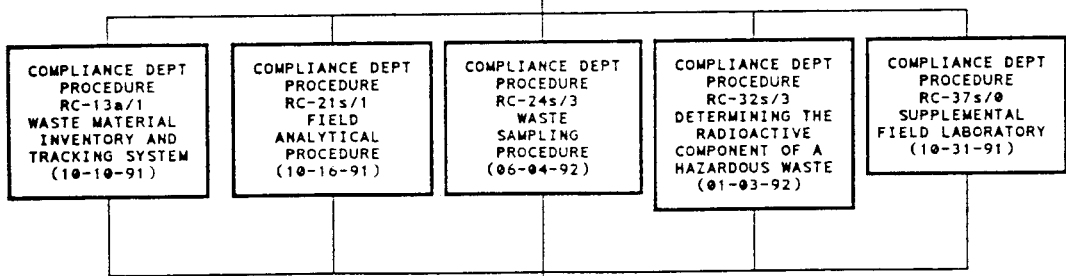 COMPLIANCE DEPT
PROCEDURE
RC-13a/1
WASTE MATERIAL
INVENTORY AND
TRACKING SYSTEM
(10-10-91)
COMPLIANCE DEPT
PROCEDURE
RC-21s/1
FIELD
ANALYTICAL
PROCEDURE
(10-16-91)
COMPLIANCE DEPT
PROCEDURE
RC-24s/3
WASTE
SAMPLING
PROCEDURE
(06-04-92)
COMPLIANCE DEPT
PROCEDURE
RC-32s/3
DETERMINING THE
RADIOACTIVE
COMPONENT OF A
HAZARDOUS WASTE
(01-03-92)
COMPLIANCE DEPT
PROCEDURE
RC-37s/0
SUPPLEMENTAL
FIELD LABORATORY
(10-31-91)